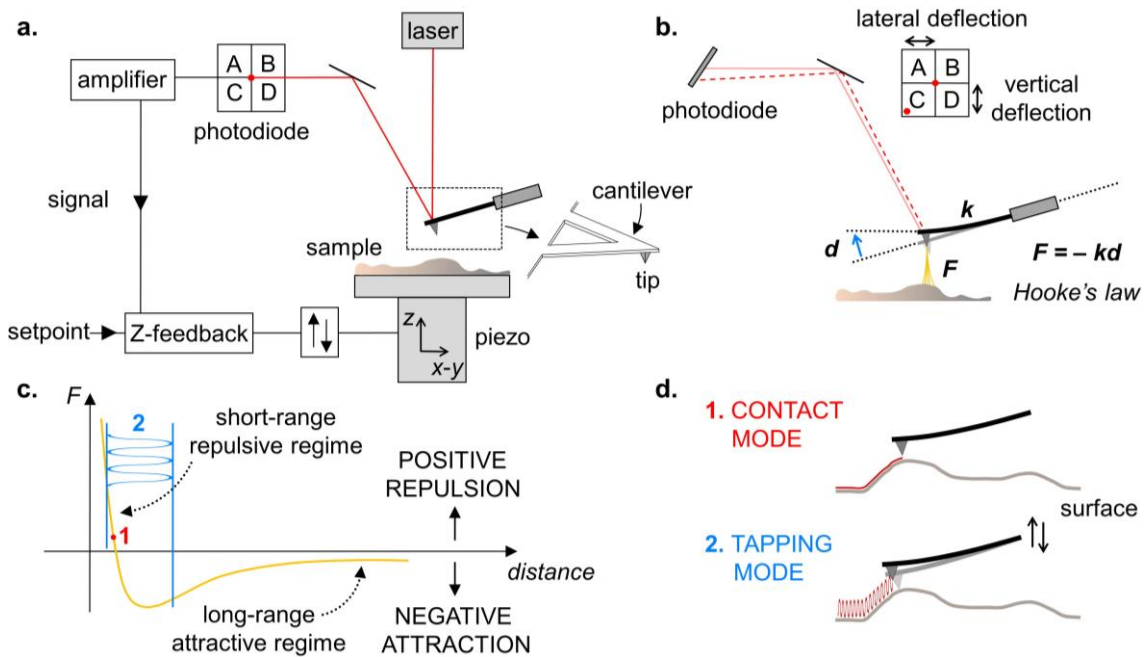 a.
laser
amplifier
A B
C D
photodiode
signal
cantilever
sample
tip
setpoint
Z-feedback
z
x-y
piezo
b.
lateral deflection
A B
C D
vertical
deflection
photodiode
k
d
F
F = – kd
Hooke's law
c.
F
2
short-range
repulsive regime
1
POSITIVE
REPULSION
distance
long-range
attractive regime
NEGATIVE
ATTRACTION
d.
1. CONTACT
MODE
surface
2. TAPPING
MODE